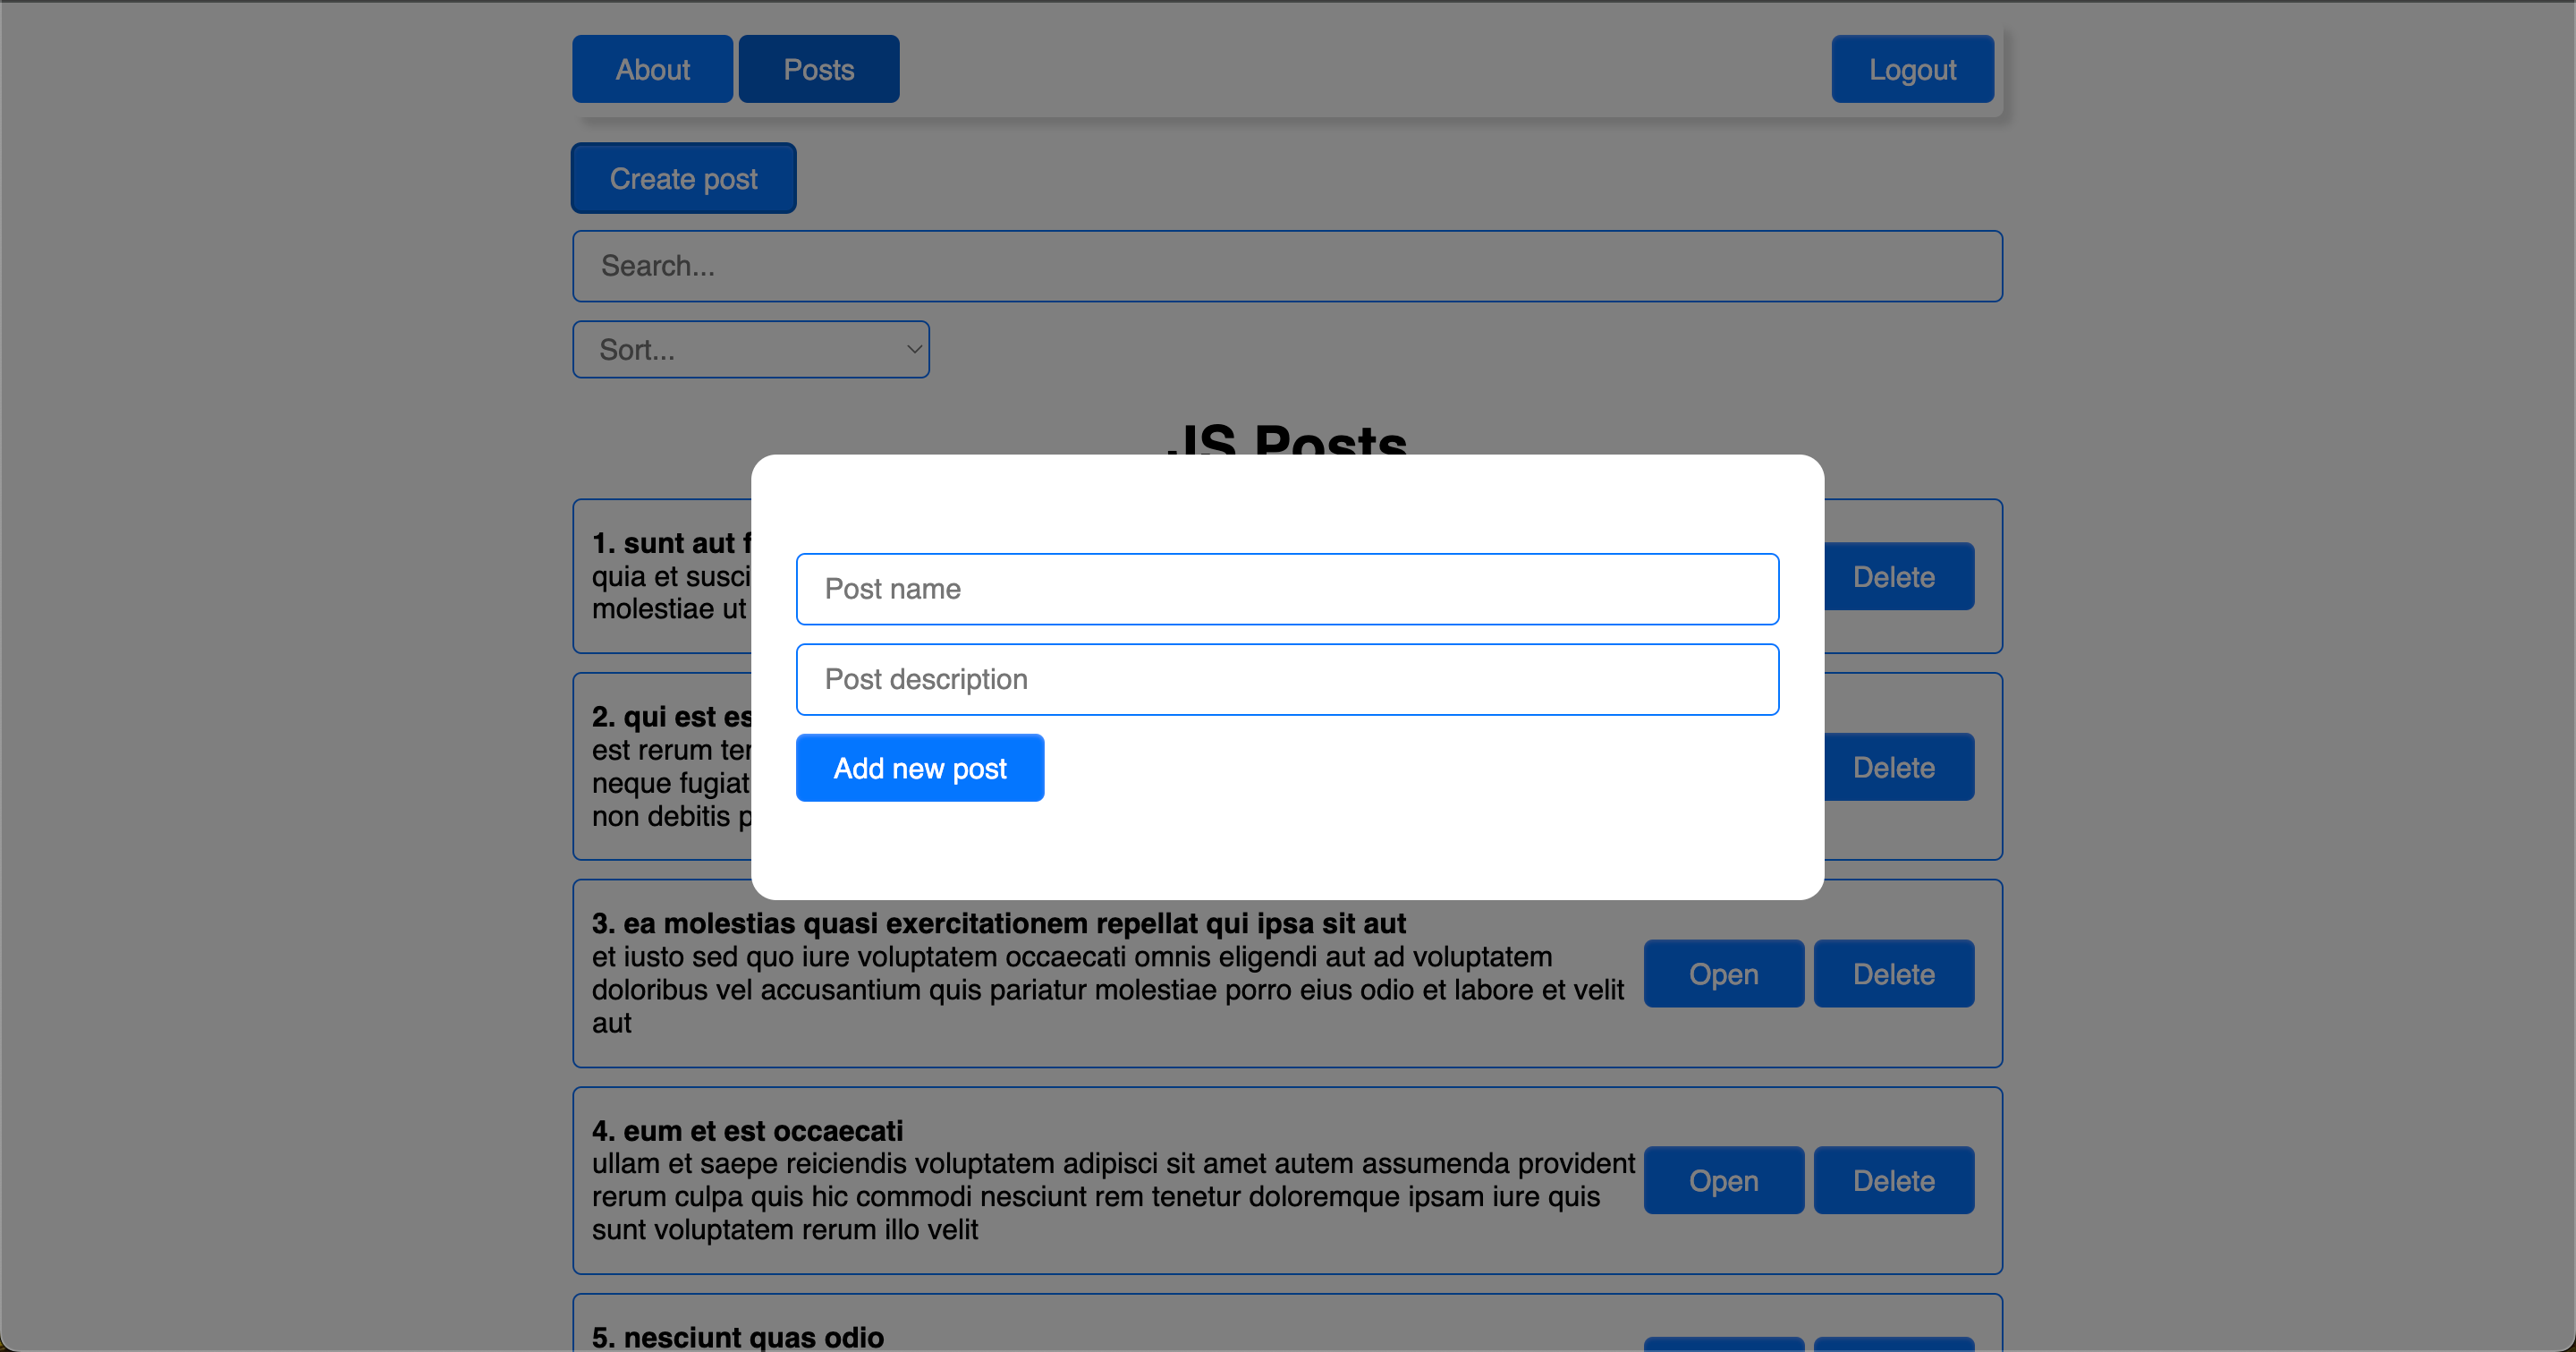 About
Posts
Logout
Create post
Search...
Sort...
JS Posts
1. sunt aut
quia et
molestiae ut
Delete
Post name
Post description
Add new post
2. qui est
est rerum
neque fugiat
non debitis
Delete
3. ea molestias quasi exercitationem repellat qui ipsa sit aut
et iusto sed quo iure voluptatem occaecati omnis eligendi aut ad voluptatem
doloribus vel accusantium quis pariatur molestiae porro eius odio et labore et velit
aut
Open
Delete
4. eum et est occaecati
ullam et saepe reiciendis voluptatem adipisci sit amet autem assumenda provident
rerum culpa quis hic commodi nesciunt rem tenetur doloremque ipsam iure quis
sunt voluptatem rerum illo velit
Open
Delete
5. nesciunt quas odio